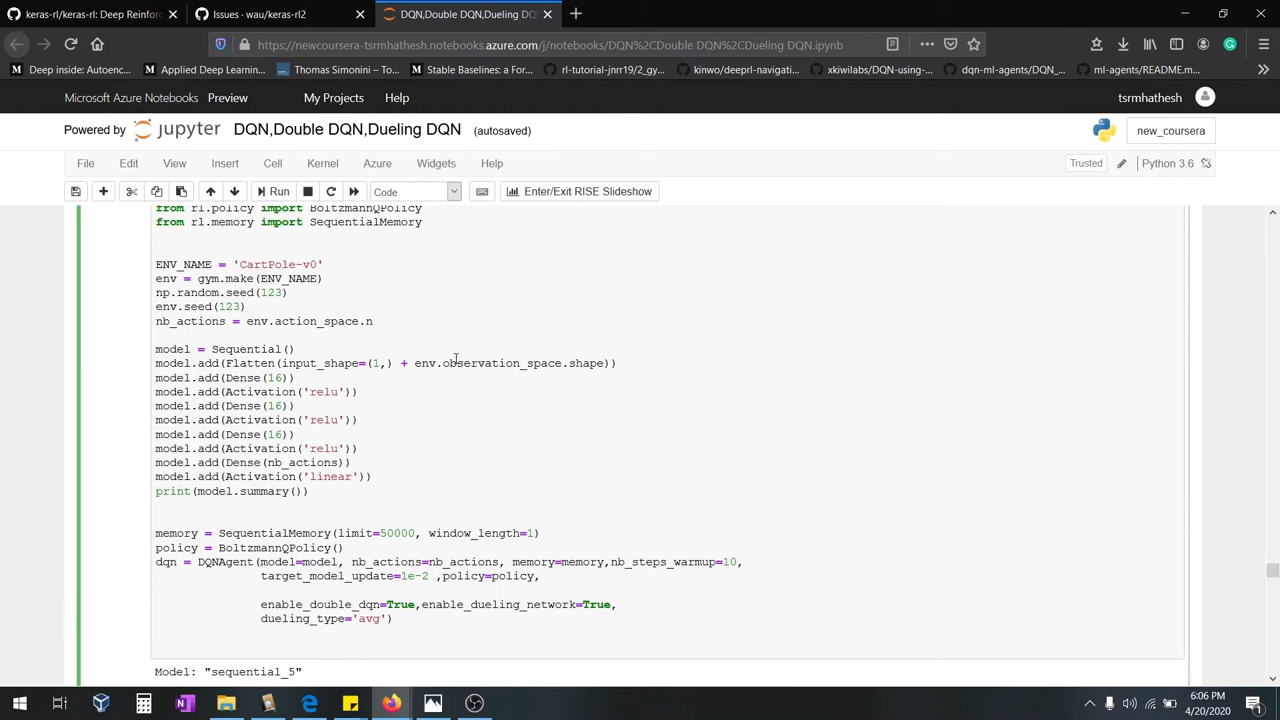 keras-rl/keras-rl: Deep Reinforc
Issues · wau/keras-rl2
DQN,Double DQN,Dueling DQN
https://newcoursera-tsrmhathesh.notebooks.azure.com/j/notebooks/DQN%2CDouble DQN%2CDueling DQN.ipynb
Deep inside: Autoenc...
Applied Deep Learnin...
Thomas Simonini – To...
Stable Baselines: a For...
rl-tutorial-jnrr19/2_gy...
kinwo/deeprl-navigati...
xkiwilabs/DQN-using-...
dqn-ml-agents/DQN_...
ml-agents/README.m...
Microsoft Azure Notebooks
Preview
My Projects
Help
tsrmhathesh
Powered by
jupyter
DQN,Double DQN,Dueling DQN
(autosaved)
new_coursera
File
Edit
View
Insert
Cell
Kernel
Azure
Widgets
Help
Trusted
Python 3.6
Run
Code
Enter/Exit RISE Slideshow
from rl.policy import BoltzmannQPolicy
from rl.memory import SequentialMemory
ENV_NAME = 'CartPole-v0'
env = gym.make(ENV_NAME)
np.random.seed(123)
env.seed(123)
nb_actions = env.action_space.n
model = Sequential()
model.add(Flatten(input_shape=(1,) + env.observation_space.shape))
model.add(Dense(16))
model.add(Activation('relu'))
model.add(Dense(16))
model.add(Activation('relu'))
model.add(Dense(16))
model.add(Activation('relu'))
model.add(Dense(nb_actions))
model.add(Activation('linear'))
print(model.summary())
memory = SequentialMemory(limit=50000, window_length=1)
policy = BoltzmannQPolicy()
dqn = DQNAgent(model=model, nb_actions=nb_actions, memory=memory,nb_steps_warmup=10,
target_model_update=1e-2 ,policy=policy,
enable_double_dqn=True,enable_dueling_network=True,
dueling_type='avg')
Model: "sequential_5"
6:06 PM
4/20/2020